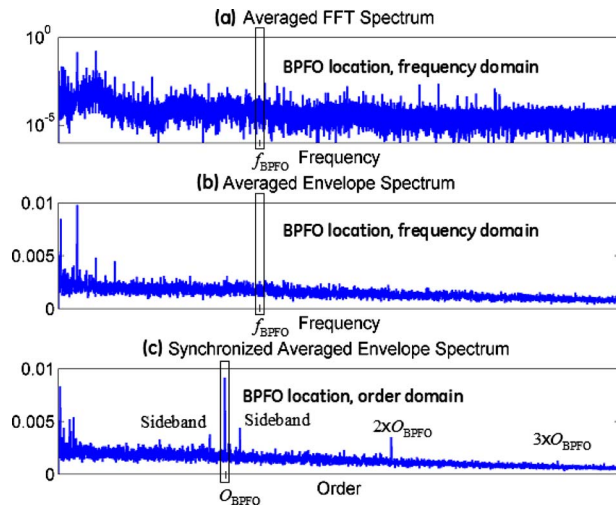 (a) Averaged FFT Spectrum
10^0
BPFO location, frequency domain
10^-5
f_BPFO Frequency
(b) Averaged Envelope Spectrum
0.01
BPFO location, frequency domain
0.005
0
f_BPFO Frequency
(c) Synchronized Averaged Envelope Spectrum
0.01
BPFO location, order domain
0.005
Sideband
Sideband
2xO_BPFO
3xO_BPFO
0
O_BPFO
Order